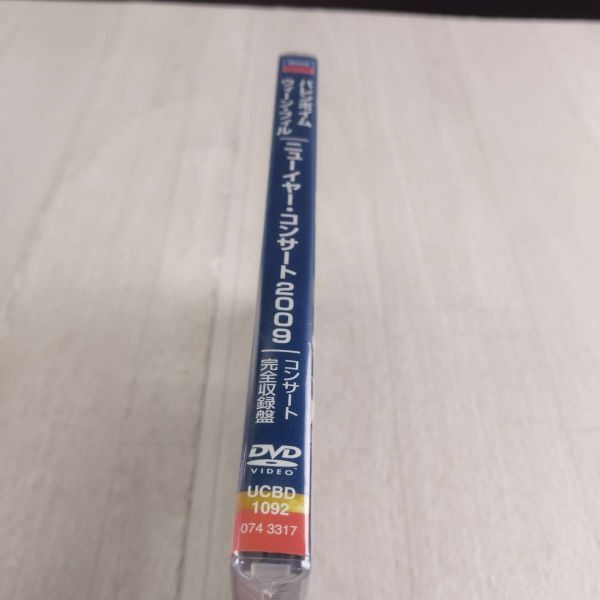 バレンボイム
ウィーン・フィル
ニューイヤー・コンサート2009
コンサート
完全収録盤
DVD
VIDEO
UCBD
1092
074 3317